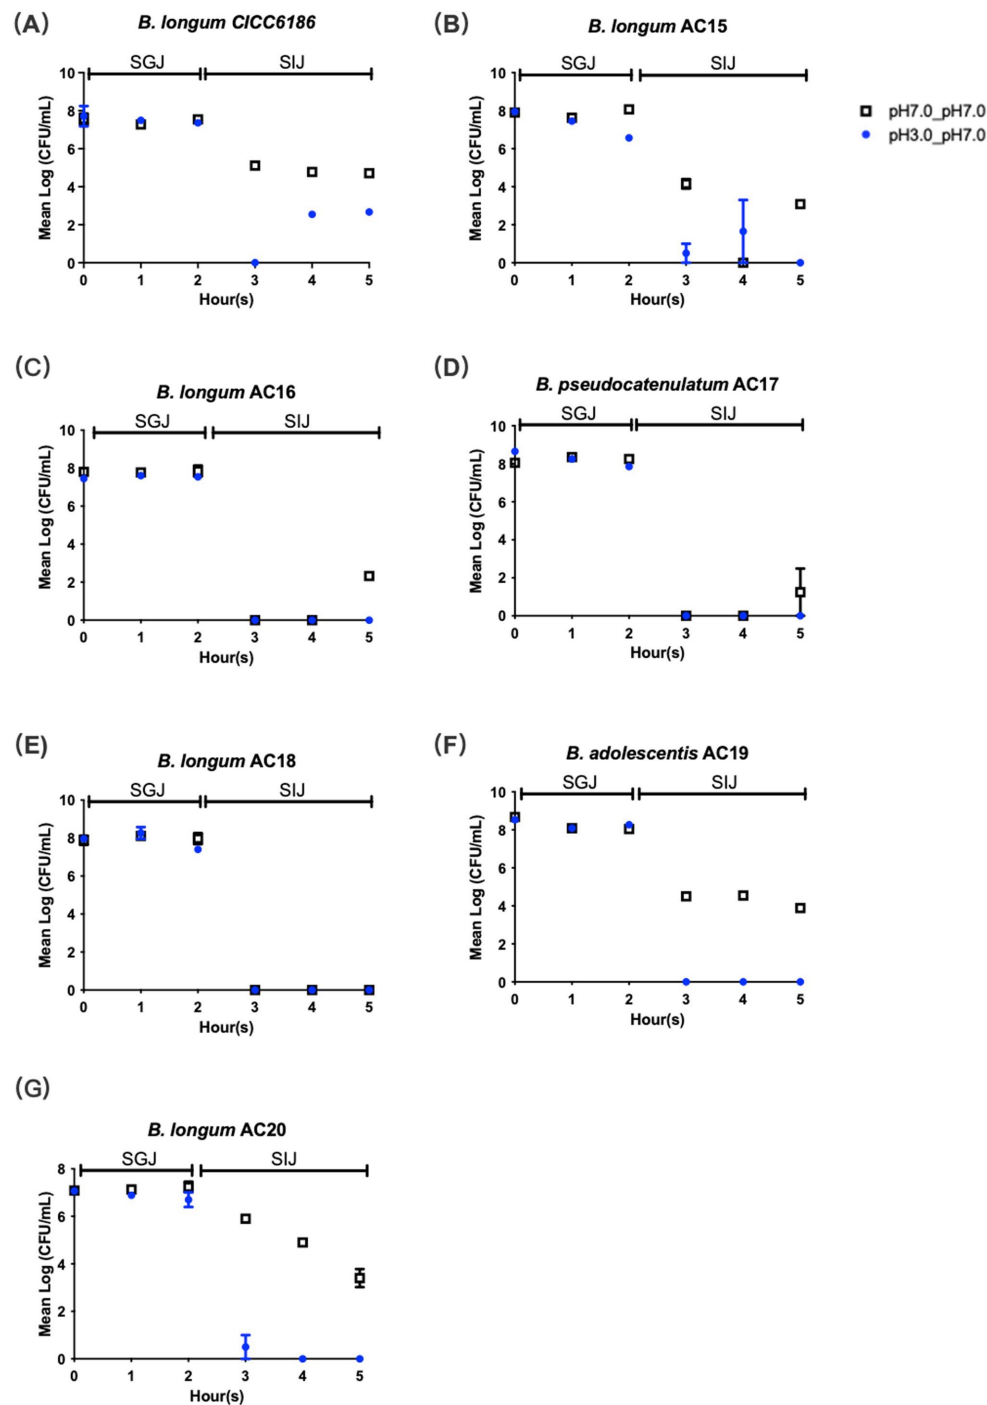 (A)
B. longum CICC6186
SGJ SIJ
Mean Log (CFU/mL)
10
8
6
4
2
0
0 1 2 3 4 5
Hour(s)
(B)
B. longum AC15
SGJ SIJ
Mean Log (CFU/mL)
10
8
6
4
2
0
0 1 2 3 4 5
Hour(s)
pH7.0_pH7.0
pH3.0_pH7.0
(C)
B. longum AC16
SGJ SIJ
Mean Log (CFU/mL)
10
8
6
4
2
0
0 1 2 3 4 5
Hour(s)
(D)
B. pseudocatenulatum AC17
SGJ SIJ
Mean Log (CFU/mL)
10
8
6
4
2
0
0 1 2 3 4 5
Hour(s)
(E)
B. longum AC18
SGJ SIJ
Mean Log (CFU/mL)
10
8
6
4
2
0
0 1 2 3 4 5
Hour(s)
(F)
B. adolescentis AC19
SGJ SIJ
Mean Log (CFU/mL)
10
8
6
4
2
0
0 1 2 3 4 5
Hour(s)
(G)
B. longum AC20
SGJ SIJ
Mean Log (CFU/mL)
8
6
4
2
0
0 1 2 3 4 5
Hour(s)